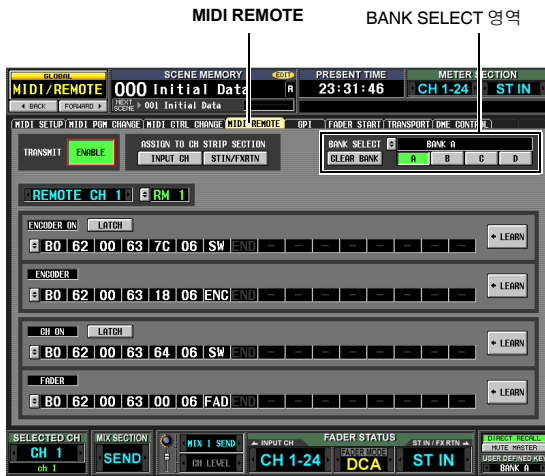 MIDI REMOTE BANK SELECT 영역
GLOBAL SCENE MEMORY EDIT PRESENT TIME METER SECTION
MIDI/REMOTE 000 Initial Data R 23:31:46 CH 1-24 ST IN
BACK FORWARD NEXT SCENE 001 Initial Data
MIDI SETUP MIDI PGM CHANGE MIDI CTRL CHANGE MIDI REMOTE GPI FADER START TRANSPORT DME CONTROL
TRANSMIT ENABLE ASSIGN TO CH STRIP SECTION BANK SELECT BANK A
INPUT CH STIN/FXRTN CLEAR BANK A B C D
REMOTE CH 1 RM 1
ENCODER ON LATCH
B0 62 00 63 7C 06 SW END - - - - - - - - ← LEARN
ENCODER
B0 62 00 63 18 06 ENC END - - - - - - - - ← LEARN
CH ON LATCH
B0 62 00 63 64 06 SW END - - - - - - - - ← LEARN
FADER
B0 62 00 63 00 06 FAD END - - - - - - - - ← LEARN
SELECTED CH MIX SECTION MIX 1 SEND INPUT CH FADER STATUS ST IN / FX RTN DIRECT RECALL
CH 1 SEND CH LEVEL CH 1-24 FADER MODE DCA ST IN MUTE MASTER
ch 1 USER DEFINED KEY
BANK A